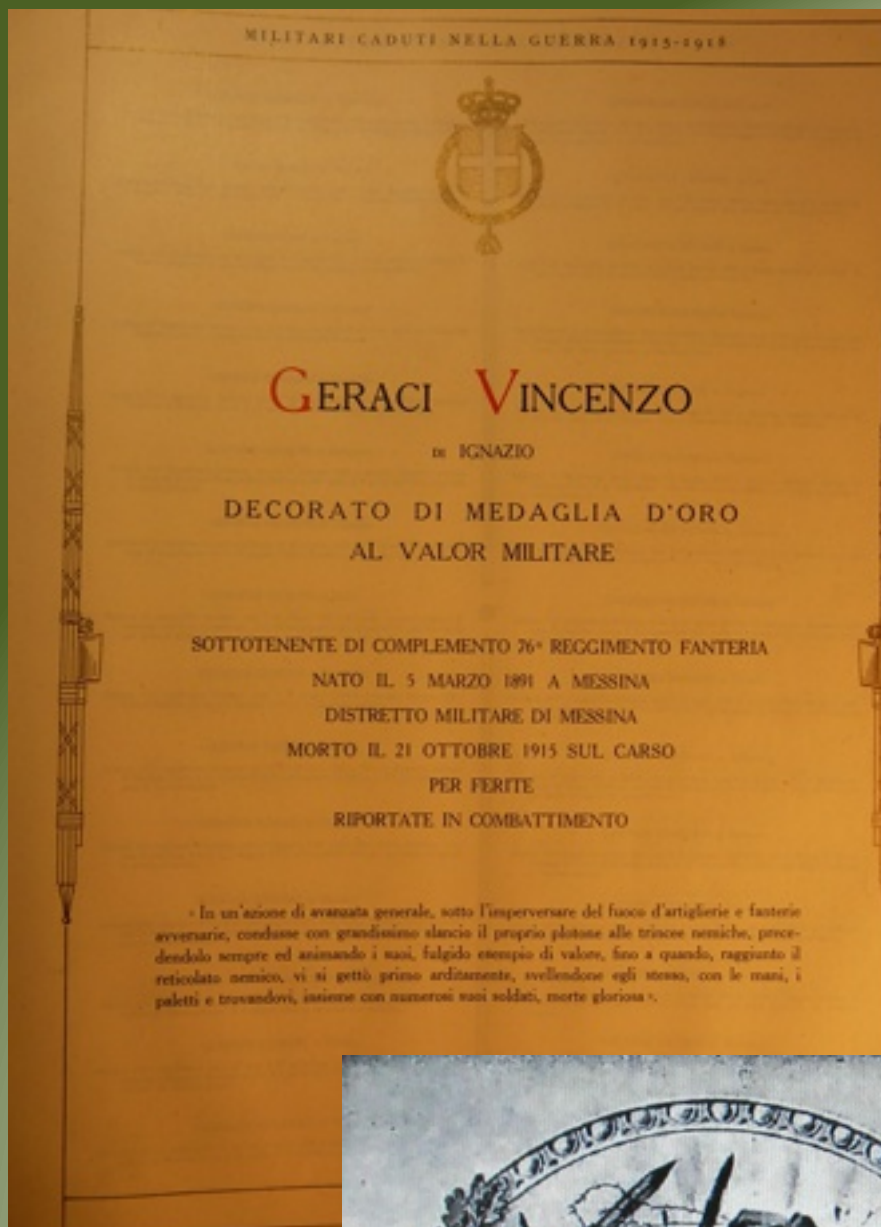 MILITARI CADUTI NELLA GUERRA 1915-1918
GERACI VINCENZO
DI IGNAZIO
DECORATO DI MEDAGLIA D'ORO
AL VALOR MILITARE
SOTTOTENENTE DI COMPLEMENTO 76° REGGIMENTO FANTERIA
NATO IL 5 MARZO 1891 A MESSINA
DISTRETTO MILITARE DI MESSINA
MORTO IL 21 OTTOBRE 1915 SUL CARSO
PER FERITE
RIPORTATE IN COMBATTIMENTO
« In un'azione di avanzata generale, sotto l'imperversare del fuoco d'artiglierie e fanterie
avversarie, condusse con grandissimo slancio il proprio plotone alle trincee nemiche, prece-
dendolo sempre ed animando i suoi, fulgido esempio di valore, fino a quando, raggiunto il
reticolato nemico, vi si gettò primo arditamente, svellendone egli stesso, con le mani, i
paletti e trovandovi, insieme con numerosi suoi soldati, morte gloriosa ».